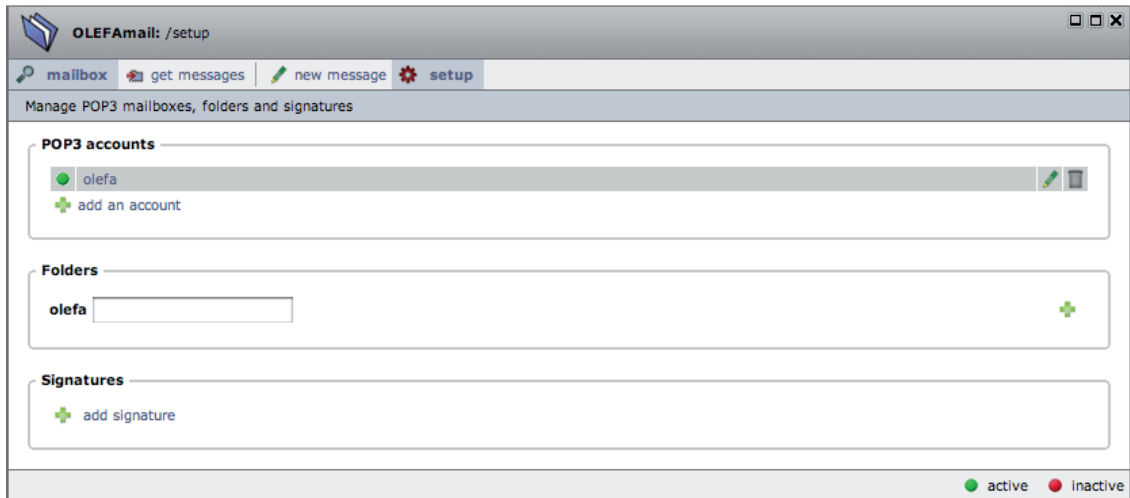 OLEFAmail: /setup
mailbox get messages new message setup
Manage POP3 mailboxes, folders and signatures
POP3 accounts
olefa
add an account
Folders
olefa
Signatures
add signature
active inactive